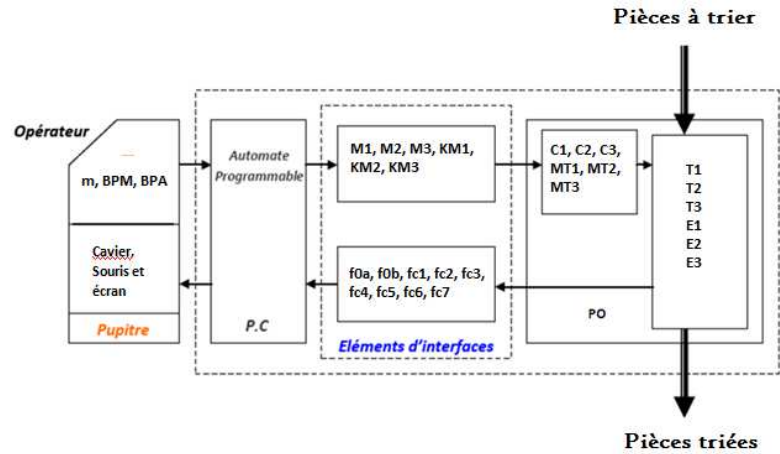 Pièces à trier
Opérateur
m, BPM, BPA
Cavier,
Souris et
écran
Pupitre
Automate
Programmable
P.C
M1, M2, M3, KM1,
KM2, KM3
f0a, f0b, fc1, fc2, fc3,
fc4, fc5, fc6, fc7
Eléments d'interfaces
C1, C2, C3,
MT1, MT2,
MT3
PO
T1
T2
T3
E1
E2
E3
Pièces triées